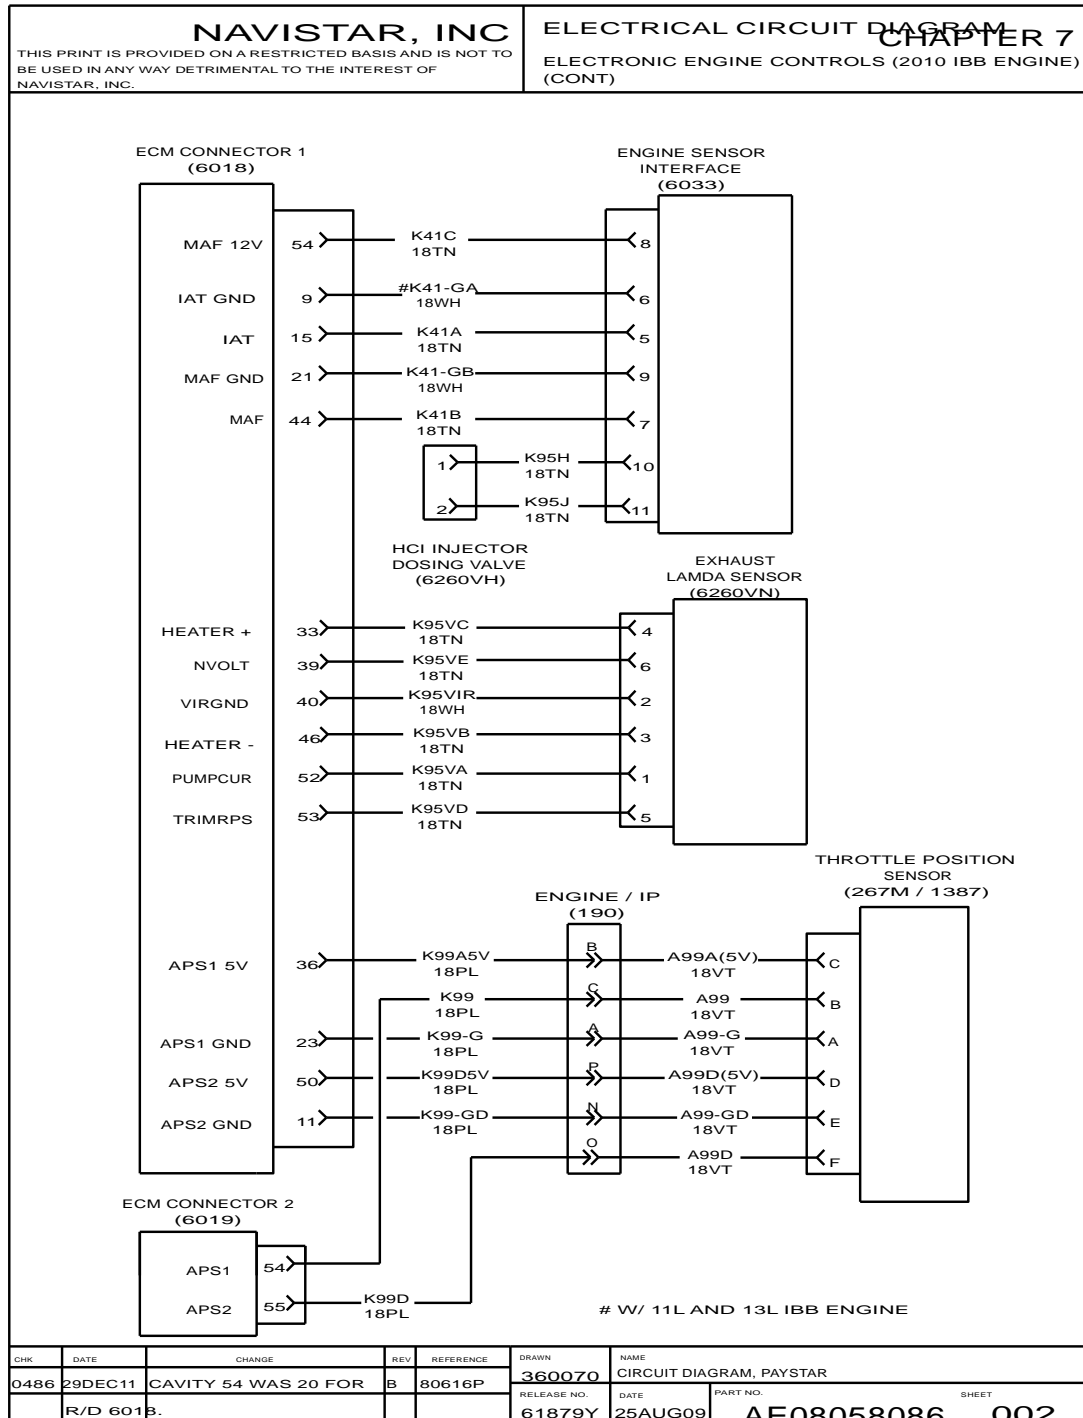 NAVISTAR, INC
THIS PRINT IS PROVIDED ON A RESTRICTED BASIS AND IS NOT TO
BE USED IN ANY WAY DETRIMENTAL TO THE INTEREST OF
NAVISTAR, INC.
ELECTRICAL CIRCUIT DIAGRAM
CHAPTER 7
ELECTRONIC ENGINE CONTROLS (2010 IBB ENGINE)
(CONT)
ECM CONNECTOR 1
(6018)
ENGINE SENSOR
INTERFACE
(6033)
MAF 12V 54 K41C 8
18TN
IAT GND 9 #K41-GA 6
18WH
IAT 15 K41A 5
18TN
MAF GND 21 K41-GB 9
18WH
MAF 44 K41B 7
18TN
1 K95H 10
18TN
2 K95J 11
18TN
HCI INJECTOR
DOSING VALVE
(6260VH)
EXHAUST
LAMDA SENSOR
(6260VN)
HEATER + 33 K95VC 4
18TN
NVOLT 39 K95VE 6
18TN
VIRGND 40 K95VIR 2
18WH
HEATER - 46 K95VB 3
18TN
PUMPCUR 52 K95VA 1
18TN
TRIMRPS 53 K95VD 5
18TN
THROTTLE POSITION
SENSOR
(267M / 1387)
ENGINE / IP
(190)
APS1 5V 36 K99A5V B A99A(5V) C
18PL 18VT
K99 C A99 B
18PL 18VT
APS1 GND 23 K99-G A A99-G A
18PL 18VT
APS2 5V 50 K99D5V P A99D(5V) D
18PL 18VT
APS2 GND 11 K99-GD N A99-GD E
18PL 18VT
O A99D F
18VT
ECM CONNECTOR 2
(6019)
APS1 54
APS2 55 K99D
18PL
# W/ 11L AND 13L IBB ENGINE
CHK DATE CHANGE REV REFERENCE DRAWN NAME
0486 29DEC11 CAVITY 54 WAS 20 FOR B 80616P 360070 CIRCUIT DIAGRAM, PAYSTAR
R/D 6018.
RELEASE NO. DATE PART NO. SHEET
61879Y 25AUG09 AE08058086 002